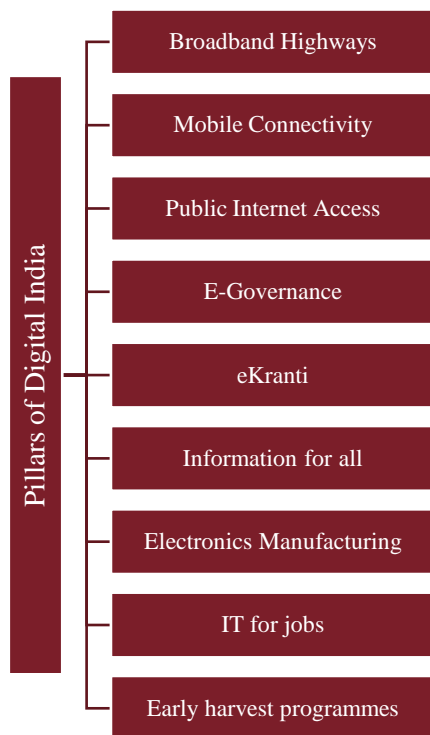 Pillars of Digital India
Broadband Highways
Mobile Connectivity
Public Internet Access
E-Governance
eKranti
Information for all
Electronics Manufacturing
IT for jobs
Early harvest programmes